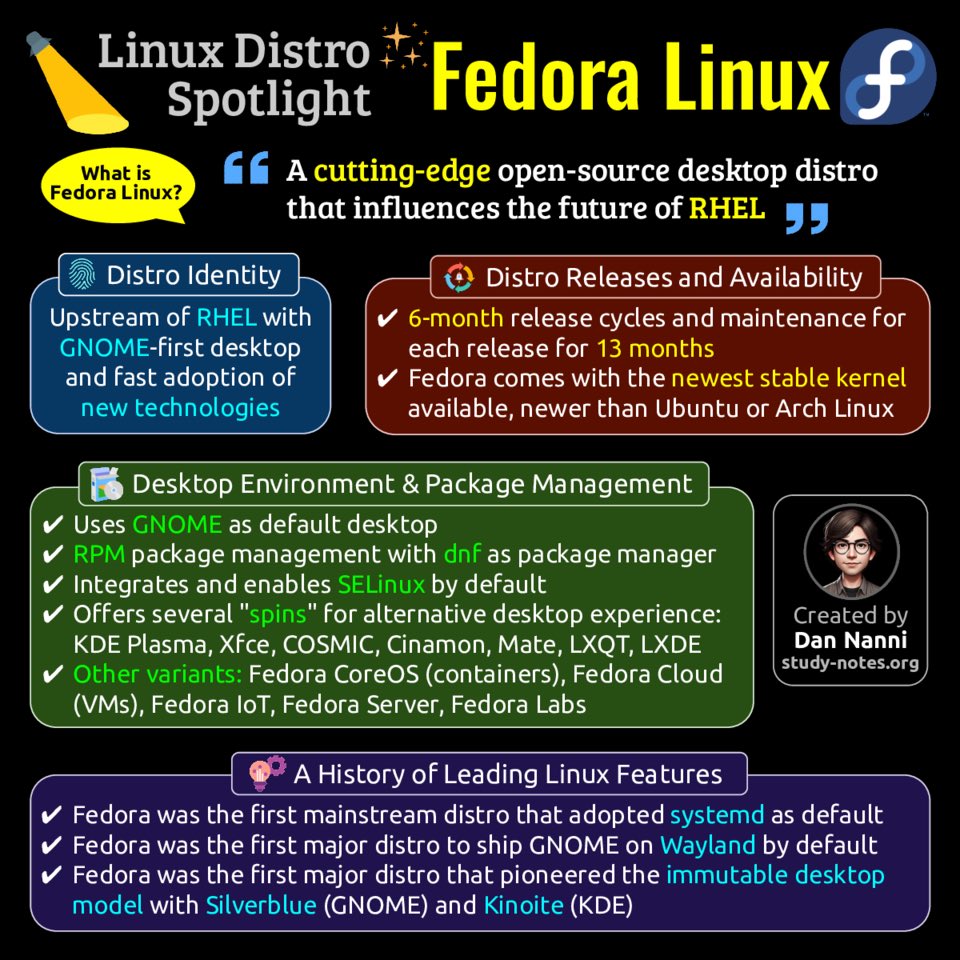 Linux Distro
Spotlight
Fedora Linux
What is
Fedora Linux?
“ A cutting-edge open-source desktop distro
that influences the future of RHEL ”
Distro Identity
Upstream of RHEL with
GNOME-first desktop
and fast adoption of
new technologies
Distro Releases and Availability
✔ 6-month release cycles and maintenance for
each release for 13 months
✔ Fedora comes with the newest stable kernel
available, newer than Ubuntu or Arch Linux
Desktop Environment & Package Management
✔ Uses GNOME as default desktop
✔ RPM package management with dnf as package manager
✔ Integrates and enables SELinux by default
✔ Offers several "spins" for alternative desktop experience:
KDE Plasma, Xfce, COSMIC, Cinamon, Mate, LXQT, LXDE
✔ Other variants: Fedora CoreOS (containers), Fedora Cloud
(VMs), Fedora IoT, Fedora Server, Fedora Labs
Created by
Dan Nanni
study-notes.org
A History of Leading Linux Features
✔ Fedora was the first mainstream distro that adopted systemd as default
✔ Fedora was the first major distro to ship GNOME on Wayland by default
✔ Fedora was the first major distro that pioneered the immutable desktop
model with Silverblue (GNOME) and Kinoite (KDE)